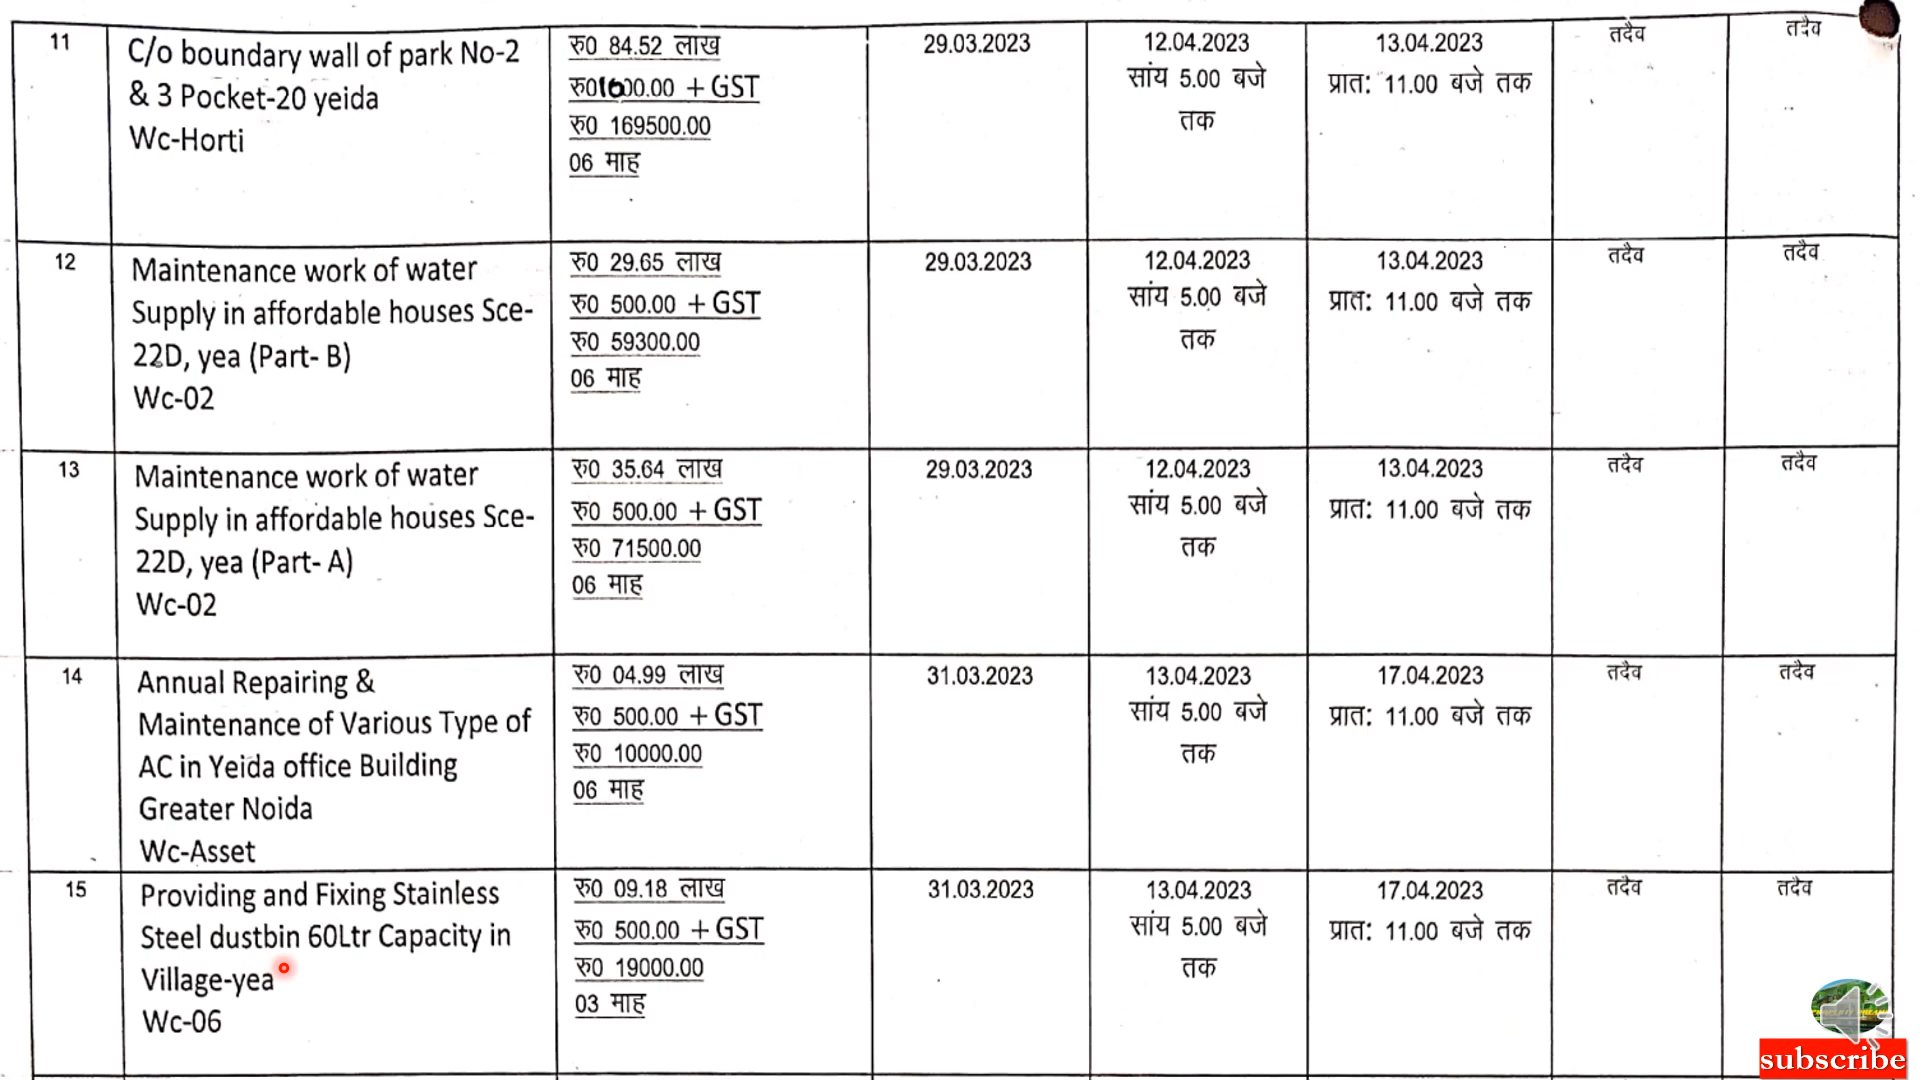 11
C/o boundary wall of park No-2
& 3 Pocket-20 yeida
Wc-Horti
रु0 84.52 लाख
रु01000.00 + GST
रु0 169500.00
06 माह
29.03.2023
12.04.2023
सांय 5.00 बजे
तक
13.04.2023
प्रात: 11.00 बजे तक
तदैव
तदैव
12
Maintenance work of water
Supply in affordable houses Sce-
22D, yea (Part- B)
Wc-02
रु0 29.65 लाख
रु0 500.00 + GST
रु0 59300.00
06 माह
29.03.2023
12.04.2023
सांय 5.00 बजे
तक
13.04.2023
प्रात: 11.00 बजे तक
तदैव
तदैव
13
Maintenance work of water
Supply in affordable houses Sce-
22D, yea (Part- A)
Wc-02
रु0 35.64 लाख
रु0 500.00 + GST
रु0 71500.00
06 माह
29.03.2023
12.04.2023
सांय 5.00 बजे
तक
13.04.2023
प्रात: 11.00 बजे तक
तदैव
तदैव
14
Annual Repairing &
Maintenance of Various Type of
AC in Yeida office Building
Greater Noida
Wc-Asset
रु0 04.99 लाख
रु0 500.00 + GST
रु0 10000.00
06 माह
31.03.2023
13.04.2023
सांय 5.00 बजे
तक
17.04.2023
प्रात: 11.00 बजे तक
तदैव
तदैव
15
Providing and Fixing Stainless
Steel dustbin 60Ltr Capacity in
Village-yea
Wc-06
रु0 09.18 लाख
रु0 500.00 + GST
रु0 19000.00
03 माह
31.03.2023
13.04.2023
सांय 5.00 बजे
तक
17.04.2023
प्रात: 11.00 बजे तक
तदैव
तदैव
subscribe